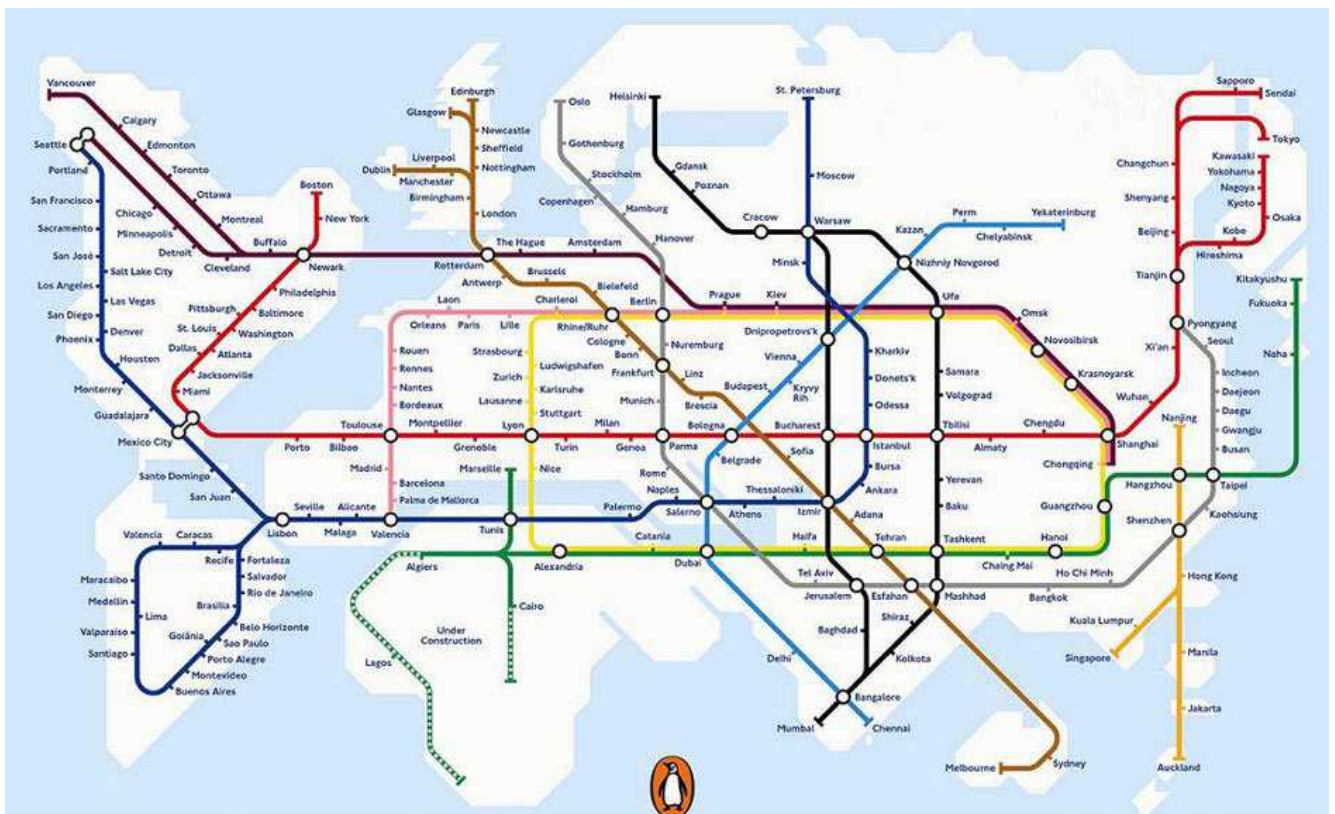 Vancouver
Calgary
Edmonton
Toronto
Ottawa
Montreal
Seattle
Portland
San Francisco
Sacramento
San José
Salt Lake City
Los Angeles
Las Vegas
San Diego
Denver
Phoenix
Houston
Monterrey
Guadalajara
Mexico City
Santo Domingo
San Juan
Chicago
Minneapolis
Detroit
Cleveland
Buffalo
Newark
Boston
New York
Philadelphis
Pittsburgh
Baltimore
St. Louis
Washington
Dallas
Atlanta
Jacksonville
Miami
Valencia
Caracas
Recife
Fortaleza
Salvador
Rio de Janeiro
Brasilia
Belo Horizonte
Goiânia
Sao Paulo
Porto Alegre
Montevideo
Buenos Aires
Maracaibo
Medellin
Lima
Valparaiso
Santiago
Edinburgh
Glasgow
Newcastle
Sheffield
Nottingham
Liverpool
Dublin
Manchester
Birmingham
London
The Hague
Amsterdam
Rotterdam
Antwerp
Brussels
Bielefeld
Charleroi
Rhine/Ruhr
Cologne
Bonn
Frankfurt
Linz
Brescia
Laon
Orleans
Paris
Lille
Rouen
Rennes
Nantes
Bordeaux
Toulouse
Montpellier
Porto
Bilbao
Grenoble
Lyon
Turin
Milan
Genoa
Parma
Madrid
Barcelona
Palma de Mallorca
Strasbourg
Ludwigshafen
Zurich
Karlsruhe
Lausanne
Stuttgart
Nice
Marseille
Lisbon
Seville
Malaga
Alicante
Valencia
Tunis
Palermo
Naples
Salerno
Athens
Thessaloniki
Izmir
Algiers
Alexandria
Cairo
Under
Construction
Lagos
Oslo
Gothenburg
Stockholm
Copenhagen
Hamburg
Hanover
Berlin
Nuremburg
Munich
Rome
Helsinki
Gdansk
Poznan
Cracow
Warsaw
St. Petersburg
Moscow
Minsk
Kazan
Perm
Chelyabinsk
Yekaterinburg
Nizhniy Novgorod
Prague
Kiev
Ufa
Omsk
Novosibirsk
Krasnoyarsk
Dnipropetrovs'k
Vienna
Budapest
Kryvy
Rih
Kharkiv
Donets'k
Odessa
Samara
Volgograd
Bologna
Belgrade
Bucharest
Sofia
Istanbul
Bursa
Ankara
Tbilisi
Almaty
Chengdu
Shanghai
Chongqing
Yerevan
Baku
Adana
Catania
Dubai
Haifa
Tehran
Tashkent
Chaing Mai
Hanoi
Guangzhou
Tel Aviv
Jerusalem
Esfahan
Mashhad
Bangkok
Ho Chi Minh
Baghdad
Shiraz
Kolkota
Delhi
Bangalore
Mumbai
Chennai
Melbourne
Sydney
Sapporo
Sendai
Tokyo
Changchun
Shenyang
Beijing
Tianjin
Kawasaki
Yokohama
Nagoya
Kyoto
Osaka
Kobe
Hiroshima
Kitakyushu
Fukuoka
Naha
Pyongyang
Seoul
Xi'an
Wuhan
Incheon
Daejeon
Daegu
Gwangju
Busan
Nanjing
Hangzhou
Taipei
Kaohsiung
Shenzhen
Hong Kong
Kuala Lumpur
Singapore
Manila
Jakarta
Auckland